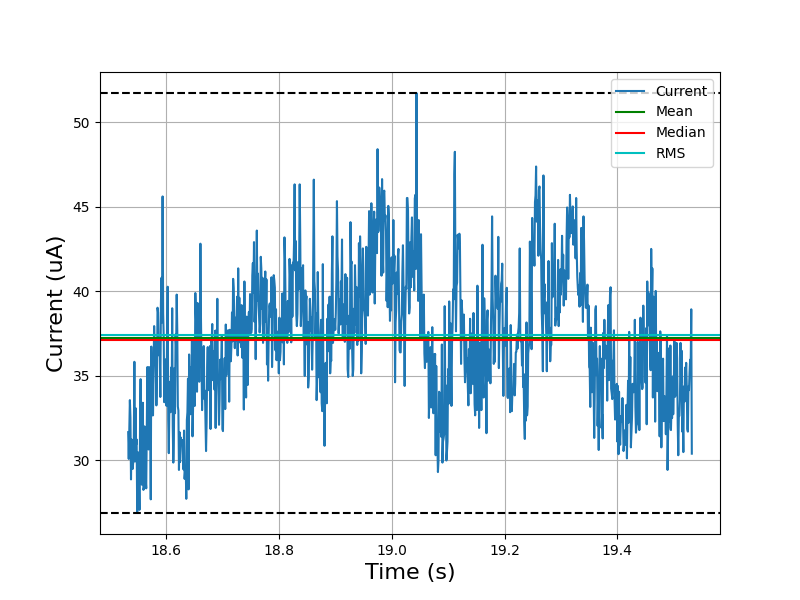 Current
Mean
Median
RMS
50
45
40
35
30
Current (uA)
18.6 18.8 19.0 19.2 19.4
Time (s)